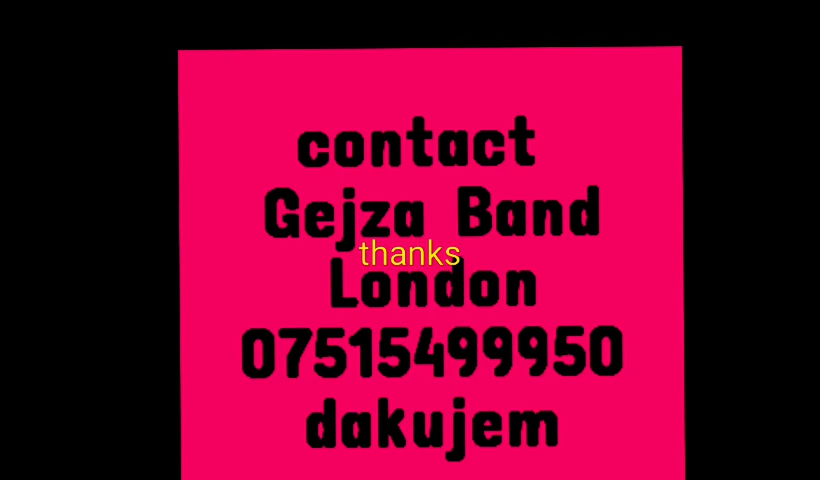 contact
Gejza Band
thanks
London
07515499950
dakujem